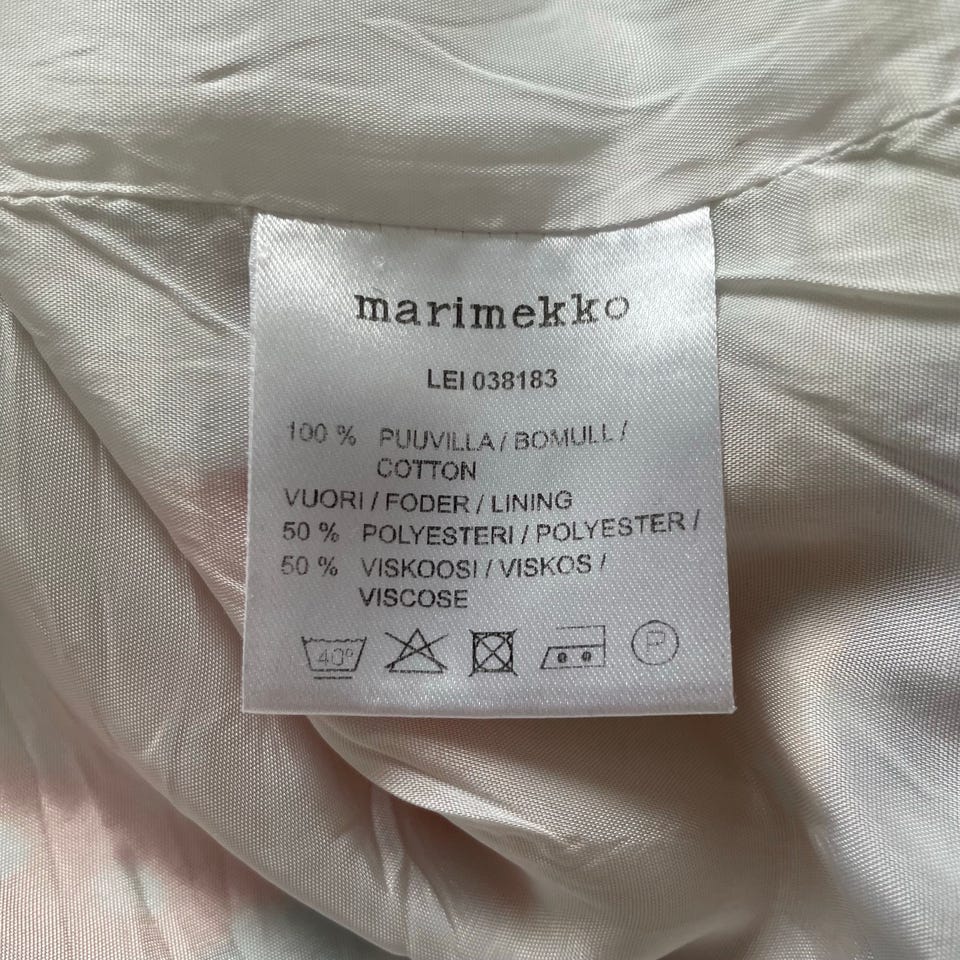 marimekko
LEI 038183
100 % PUUVILLA / BOMULL /
COTTON
VUORI / FODER / LINING
50 % POLYESTERI / POLYESTER /
50 % VISKOOSI / VISKOS /
VISCOSE
40° P